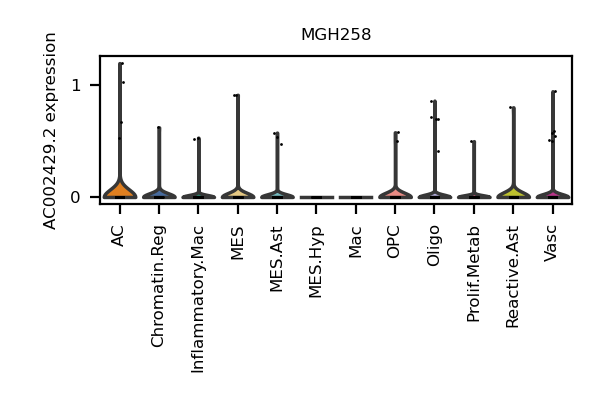 MGH258
AC002429.2 expression
1
0
AC
Chromatin.Reg
Inflammatory.Mac
MES
MES.Ast
MES.Hyp
Mac
OPC
Oligo
Prolif.Metab
Reactive.Ast
Vasc